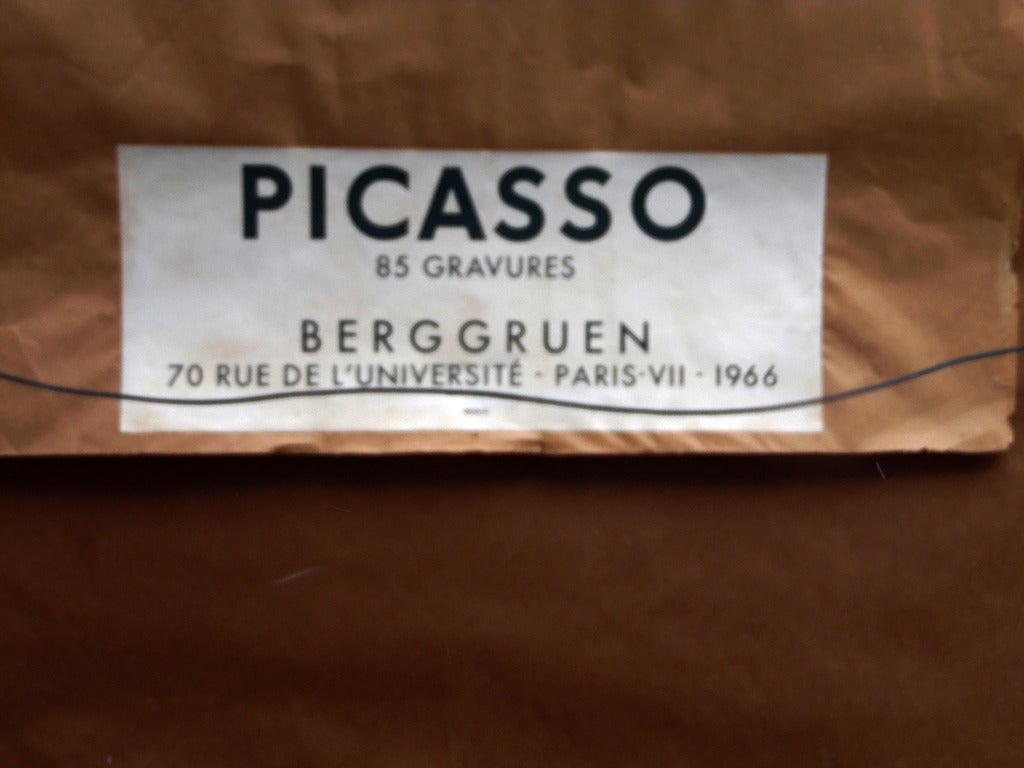 PICASSO
85 GRAVURES
BERGGRUEN
70 RUE DE L'UNIVERSITÉ · PARIS-VII · 1966